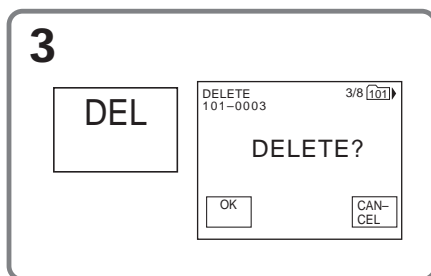 3
DEL
DELETE 3/8 101
101–0003
DELETE?
OK
CAN–
CEL